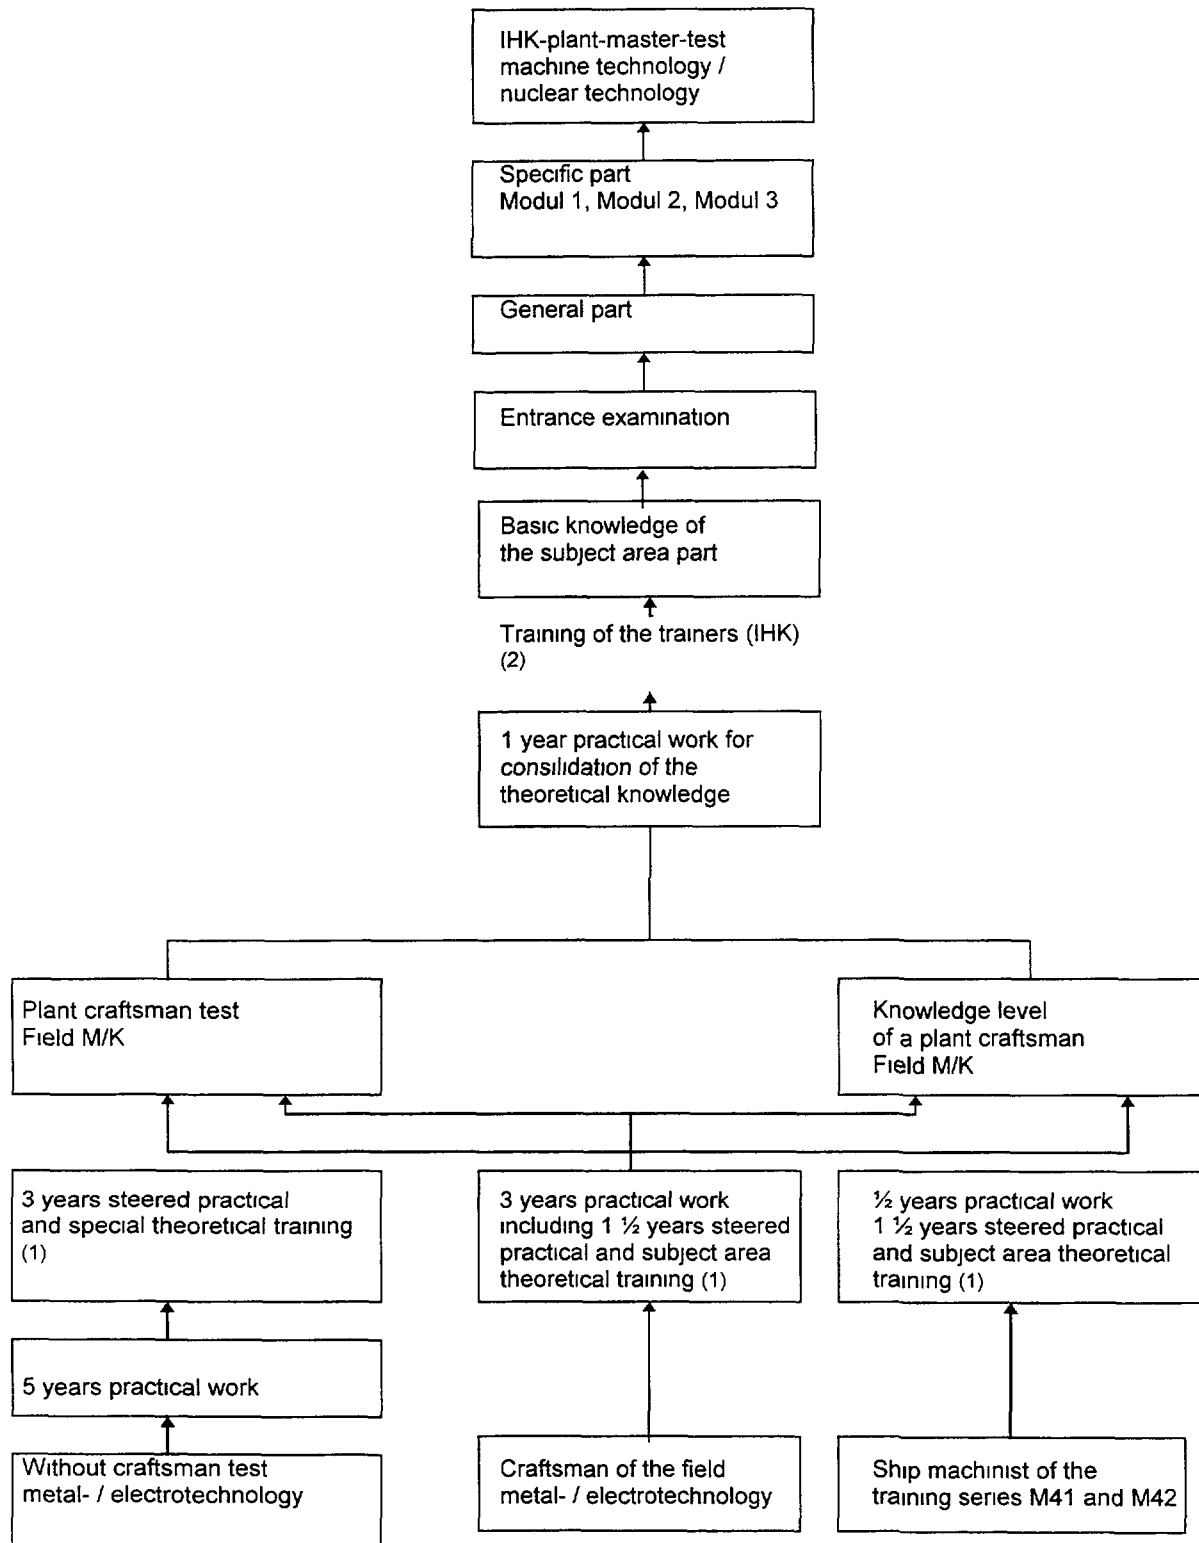 IHK-plant-master-test
machine technology /
nuclear technology
Specific part
Modul 1, Modul 2, Modul 3
General part
Entrance examination
Basic knowledge of
the subject area part
Training of the trainers (IHK)
(2)
1 year practical work for
consilidation of the
theoretical knowledge
Plant craftsman test
Field M/K
Knowledge level
of a plant craftsman
Field M/K
3 years steered practical
and special theoretical training
(1)
3 years practical work
including 1 ½ years steered
practical and subject area
theoretical training (1)
½ years practical work
1 ½ years steered practical
and subject area theoretical
training (1)
5 years practical work
Without craftsman test
metal- / electrotechnology
Craftsman of the field
metal- / electrotechnology
Ship machinist of the
training series M41 and M42